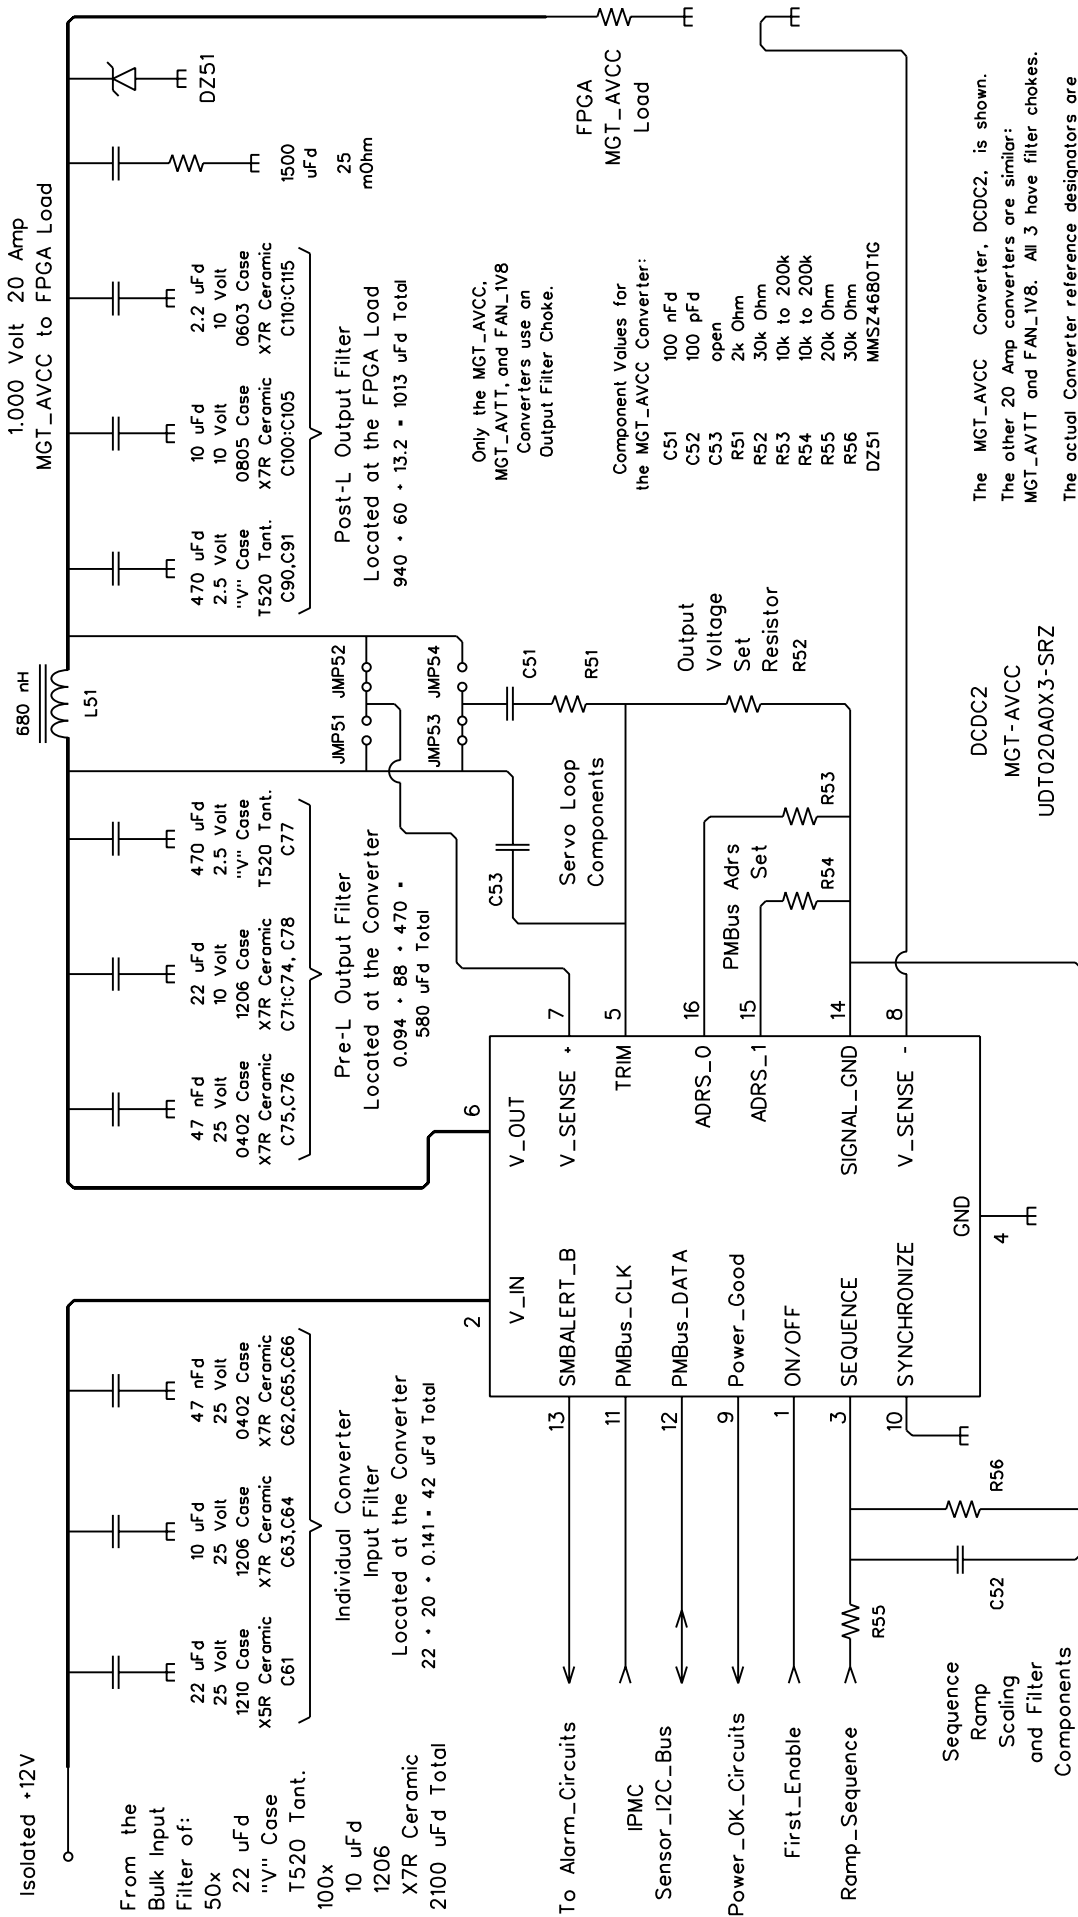 Isolated +12V
From the
Bulk Input
Filter of:
50x
22 uFd
"V" Case
T520 Tant.
100x
10 uFd
1206
X7R Ceramic
2100 uFd Total
22 uFd
25 Volt
1210 Case
X5R Ceramic
C61
10 uFd
25 Volt
1206 Case
X7R Ceramic
C63,C64
47 nFd
25 Volt
0402 Case
X7R Ceramic
C62,C65,C66
Individual Converter
Input Filter
Located at the Converter
22 + 20 + 0.141 = 42 uFd Total
47 nFd
25 Volt
0402 Case
X7R Ceramic
C75,C76
22 uFd
10 Volt
1206 Case
X7R Ceramic
C71:C74, C78
470 uFd
2.5 Volt
"V" Case
T520 Tant.
C77
Pre-L Output Filter
Located at the Converter
0.094 + 88 + 470 =
580 uFd Total
680 nH
L51
1.000 Volt 20 Amp
MGT_AVCC to FPGA Load
470 uFd
2.5 Volt
"V" Case
T520 Tant.
C90,C91
10 uFd
10 Volt
0805 Case
X7R Ceramic
C100:C105
2.2 uFd
10 Volt
0603 Case
X7R Ceramic
C110:C115
Post-L Output Filter
Located at the FPGA Load
940 + 60 + 13.2 = 1013 uFd Total
1500
uFd
25
mOhm
DZ51
FPGA
MGT_AVCC
Load
JMP51 JMP52
JMP53 JMP54
C51
R51
C53
Servo Loop
Components
Output
Voltage
Set
Resistor
R52
PMBus Adrs
Set
R53
R54
Only the MGT_AVCC,
MGT_AVTT, and FAN_1V8
Converters use an
Output Filter Choke.
Component Values for
the MGT_AVCC Converter:
C51 100 nFd
C52 100 pFd
C53 open
R51 2k Ohm
R52 30k Ohm
R53 10k to 200k
R54 10k to 200k
R55 20k Ohm
R56 30k Ohm
DZ51 MMSZ4680T1G
To Alarm_Circuits
IPMC
Sensor_I2C_Bus
Power_OK_Circuits
First_Enable
Ramp_Sequence
2
V_IN
6
V_OUT
13
SMBALERT_B
11
PMBus_CLK
12
PMBus_DATA
9
Power_Good
1
ON/OFF
3
SEQUENCE
10
SYNCHRONIZE
V_SENSE +
7
TRIM
5
ADRS_0
16
ADRS_1
15
SIGNAL_GND
14
V_SENSE -
8
GND
4
R55
C52
R56
Sequence
Ramp
Scaling
and Filter
Components
DCDC2
MGT-AVCC
UDT020A0X3-SRZ
The MGT_AVCC Converter, DCDC2, is shown.
The other 20 Amp converters are similar:
MGT_AVTT and FAN_1V8. All 3 have filter chokes.
The actual Converter reference designators are